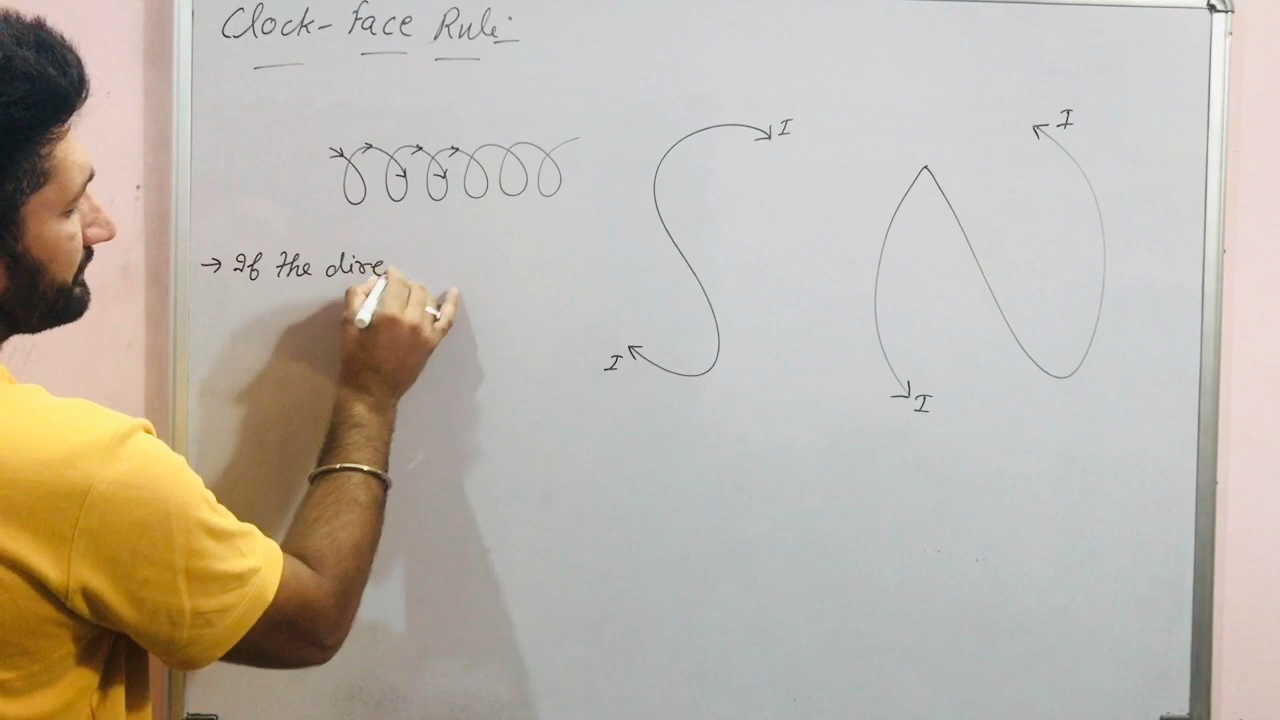 Clock-Face Rule:
I
I
→ If the dire
I
I